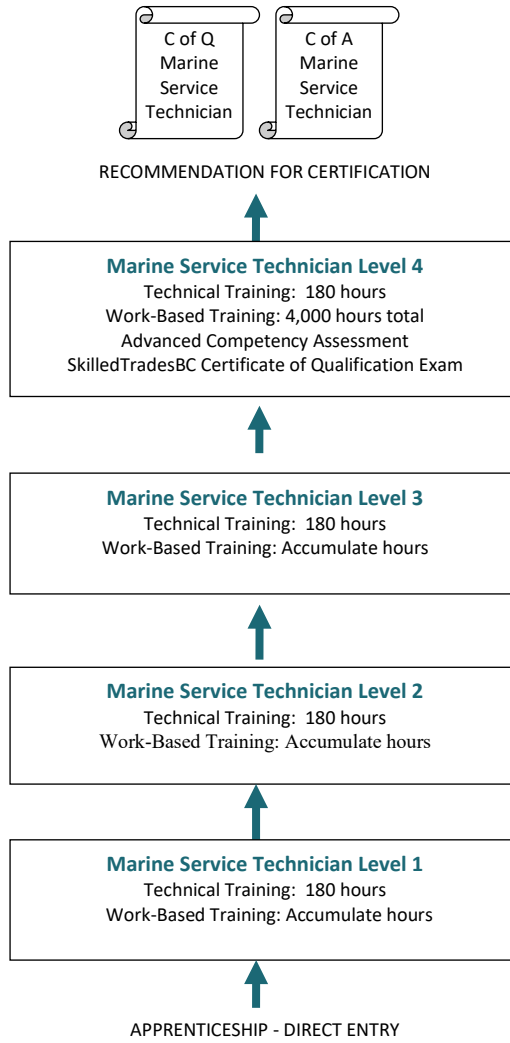 C of Q
Marine
Service
Technician
C of A
Marine
Service
Technician
RECOMMENDATION FOR CERTIFICATION
Marine Service Technician Level 4
Technical Training:  180 hours
Work-Based Training: 4,000 hours total
Advanced Competency Assessment
SkilledTradesBC Certificate of Qualification Exam
Marine Service Technician Level 3
Technical Training:  180 hours
Work-Based Training: Accumulate hours
Marine Service Technician Level 2
Technical Training:  180 hours
Work-Based Training: Accumulate hours
Marine Service Technician Level 1
Technical Training:  180 hours
Work-Based Training: Accumulate hours
APPRENTICESHIP - DIRECT ENTRY